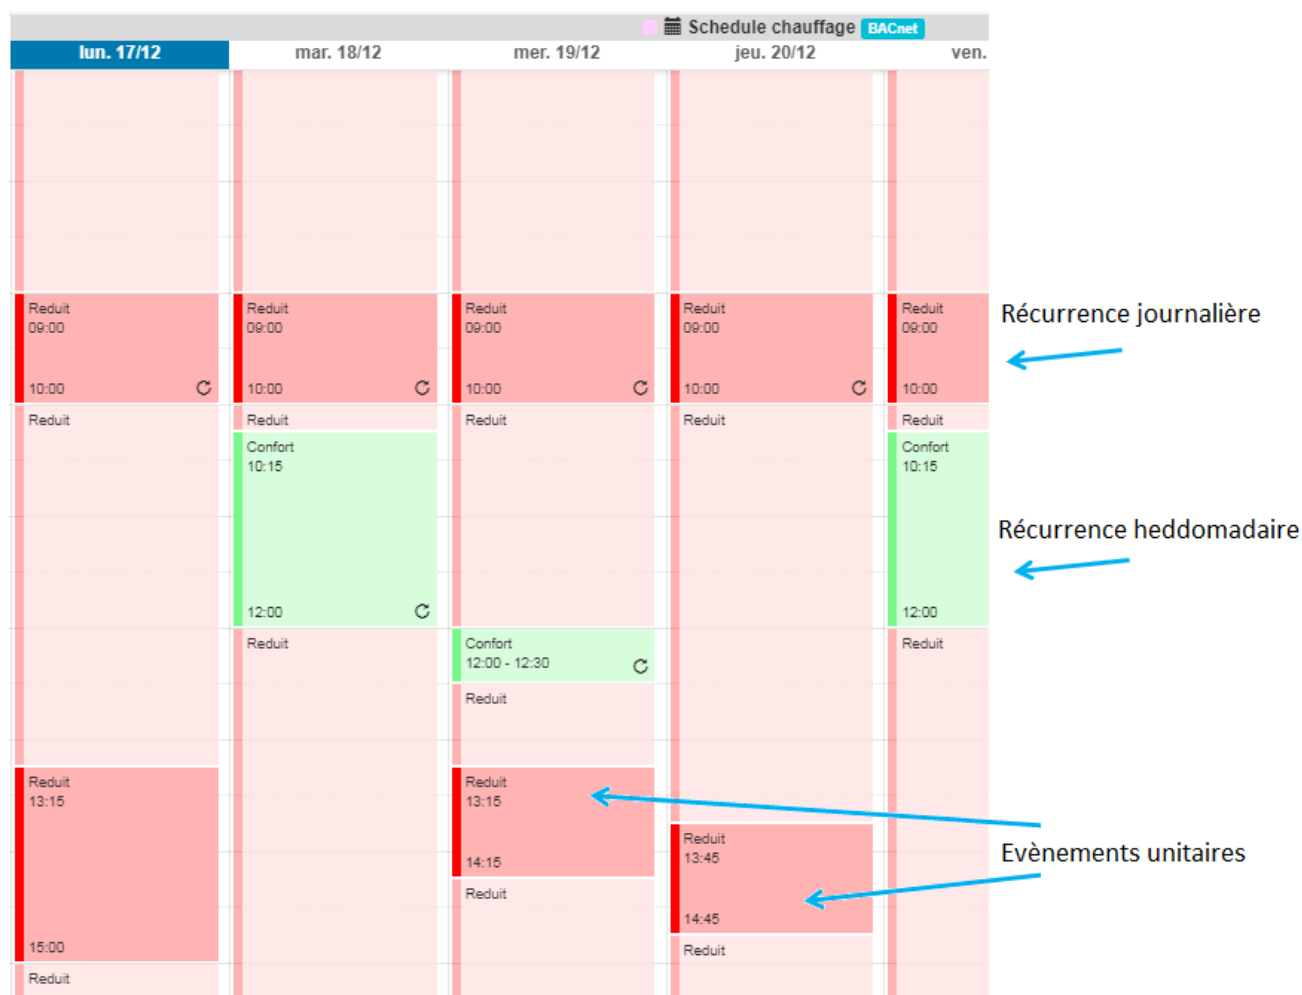 Schedule chauffage BACnet
lun. 17/12
mar. 18/12
mer. 19/12
jeu. 20/12
ven.
Reduit
09:00
10:00
Reduit
09:00
10:00
Reduit
09:00
10:00
Reduit
09:00
10:00
Reduit
09:00
10:00
Récurrence journalière
Reduit
Reduit
Reduit
Reduit
Reduit
Confort
10:15
12:00
Confort
10:15
12:00
Récurrence heddomadaire
Reduit
Confort
12:00 - 12:30
Reduit
Reduit
Reduit
13:15
15:00
Reduit
13:15
14:15
Reduit
13:45
14:45
Evènements unitaires
Reduit
Reduit
Reduit